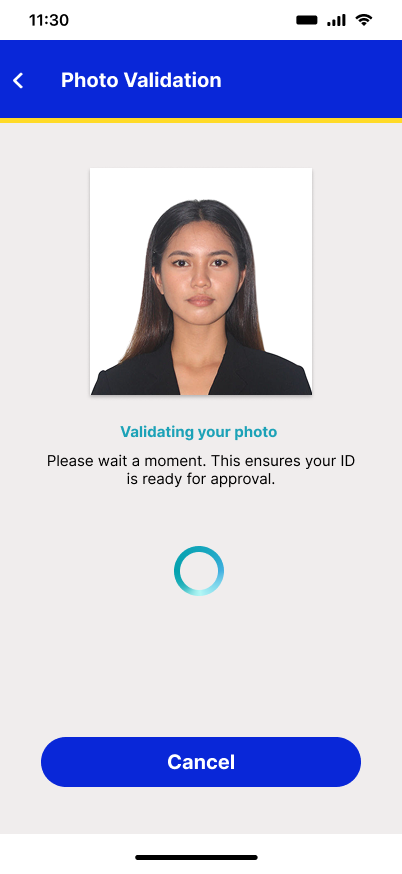 11:30
Photo Validation
Validating your photo
Please wait a moment. This ensures your ID
is ready for approval.
Cancel